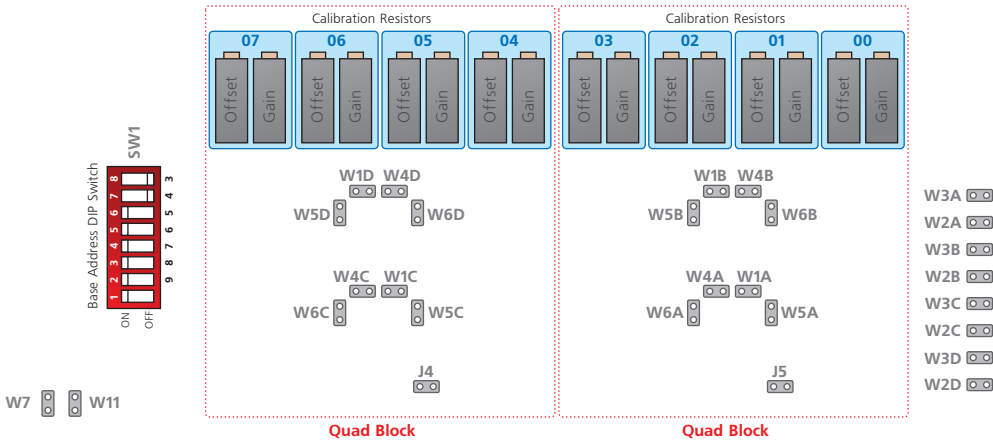 Calibration Resistors
Calibration Resistors
07 06 05 04 03 02 01 00
Offset Gain Offset Gain Offset Gain Offset Gain Offset Gain Offset Gain Offset Gain Offset Gain
Base Address DIP Switch
SW1
8 7 6 5 4 3 2 1
3 4 5 6 7 8 9
ON OFF
W1D W4D
W5D W6D
W4C W1C
W6C W5C
J4
W1B W4B
W5B W6B
W4A W1A
W6A W5A
J5
W3A
W2A
W3B
W2B
W3C
W2C
W3D
W2D
W7 W11
Quad Block
Quad Block